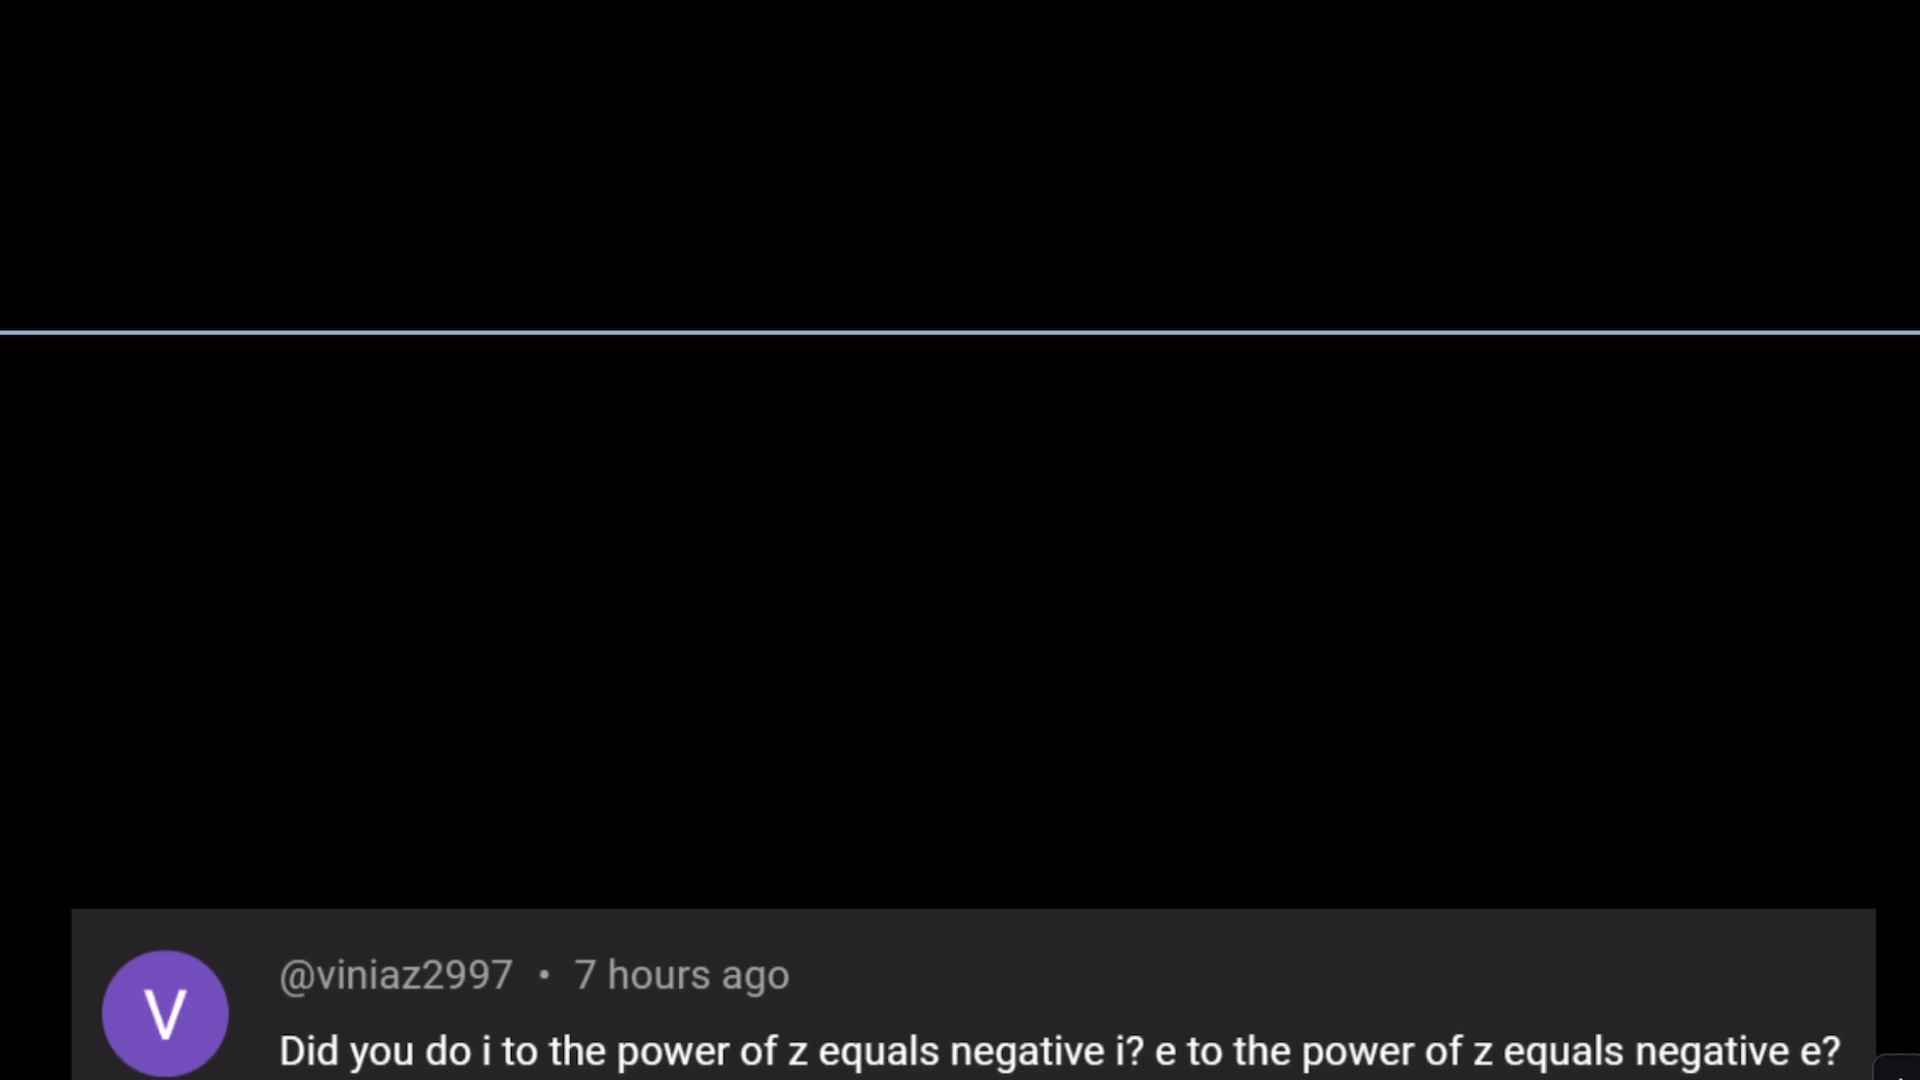 V
@viniaz2997 • 7 hours ago
Did you do i to the power of z equals negative i? e to the power of z equals negative e?